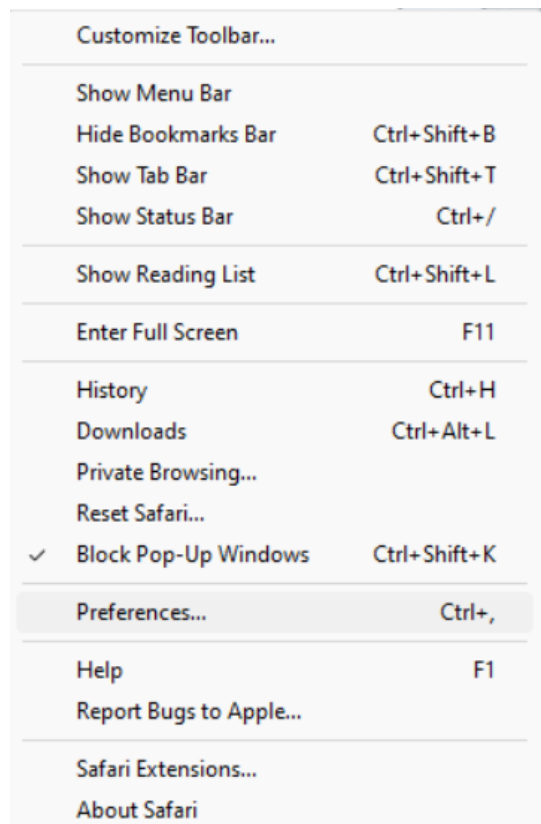 Customize Toolbar...
Show Menu Bar
Hide Bookmarks Bar Ctrl+Shift+B
Show Tab Bar Ctrl+Shift+T
Show Status Bar Ctrl+/
Show Reading List Ctrl+Shift+L
Enter Full Screen F11
History Ctrl+H
Downloads Ctrl+Alt+L
Private Browsing...
Reset Safari...
✓ Block Pop-Up Windows Ctrl+Shift+K
Preferences... Ctrl+,
Help F1
Report Bugs to Apple...
Safari Extensions...
About Safari